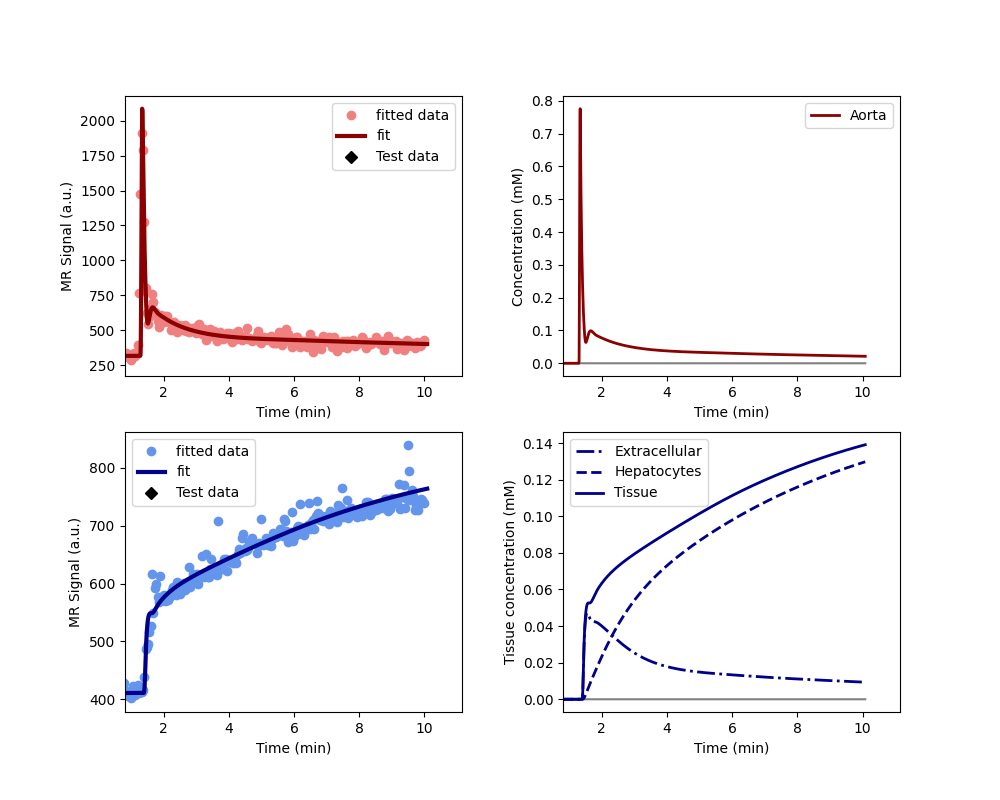 2000
1750
1500
1250
1000
750
500
250
MR Signal (a.u.)
fitted data
fit
Test data
2 4 6 8 10
Time (min)
0.8
0.7
0.6
0.5
0.4
0.3
0.2
0.1
0.0
Concentration (mM)
Aorta
2 4 6 8 10
Time (min)
800
700
600
500
400
MR Signal (a.u.)
fitted data
fit
Test data
2 4 6 8 10
Time (min)
0.14
0.12
0.10
0.08
0.06
0.04
0.02
0.00
Tissue concentration (mM)
Extracellular
Hepatocytes
Tissue
2 4 6 8 10
Time (min)